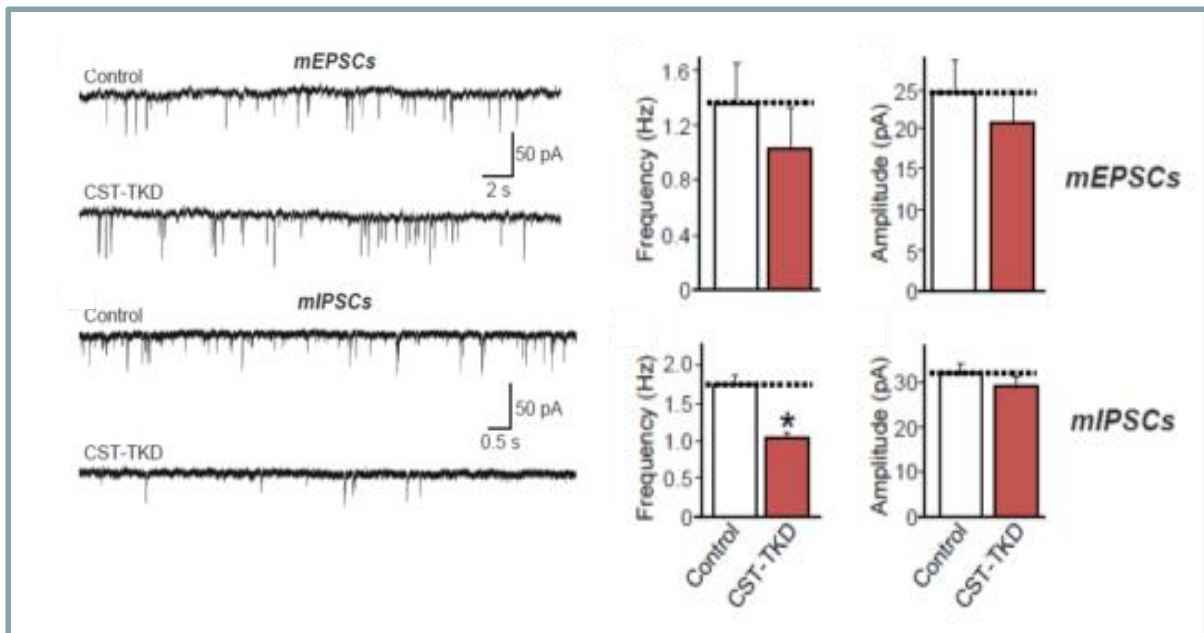 mEPSCs
Control
50 pA
2 s
CST-TKD
mIPSCs
Control
50 pA
0.5 s
CST-TKD
Frequency (Hz)
1.6
1.2
0.8
0.4
0
Amplitude (pA)
25
20
15
10
5
0
mEPSCs
Frequency (Hz)
2.0
1.5
1.0
0.5
0
*
Control
CST-TKD
Amplitude (pA)
30
20
10
0
Control
CST-TKD
mIPSCs